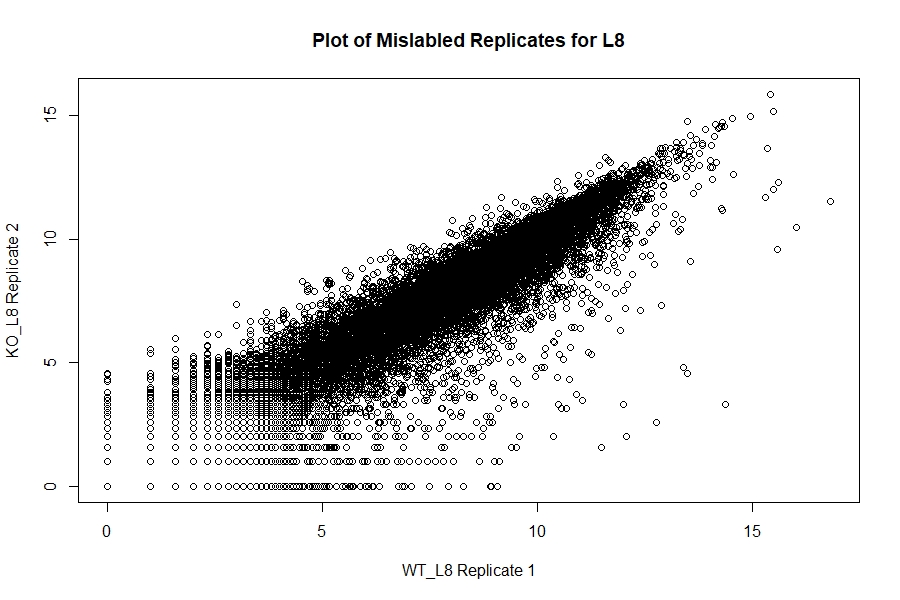 Plot of Mislabled Replicates for L8
15
10
5
0
KO_L8 Replicate 2
0 5 10 15
WT_L8 Replicate 1